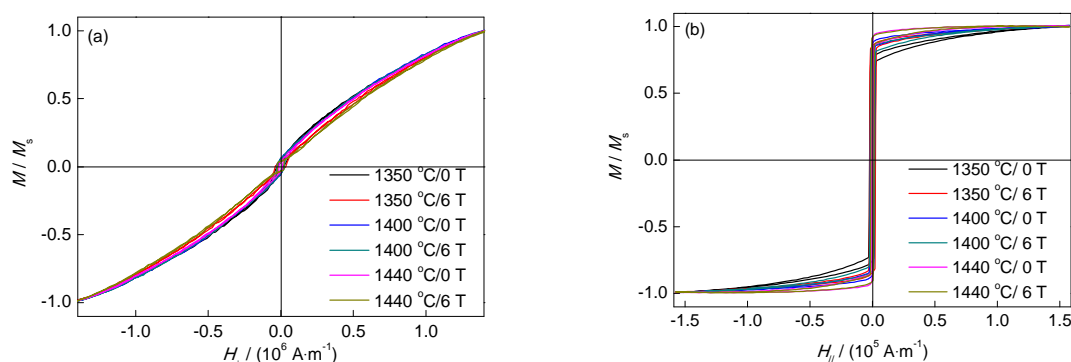 (a)
1.0
0.5
0.0
-0.5
-1.0
M / Ms
1350 °C/0 T
1350 °C/6 T
1400 °C/0 T
1400 °C/6 T
1440 °C/0 T
1440 °C/6 T
-1.0 -0.5 0.0 0.5 1.0
H / (10⁶ A·m⁻¹)
(b)
1.0
0.5
0.0
-0.5
-1.0
M / Ms
1350 °C/ 0 T
1350 °C/ 6 T
1400 °C/ 0 T
1400 °C/ 6 T
1440 °C/ 0 T
1440 °C/ 6 T
-1.5 -1.0 -0.5 0.0 0.5 1.0 1.5
H// / (10⁵ A·m⁻¹)